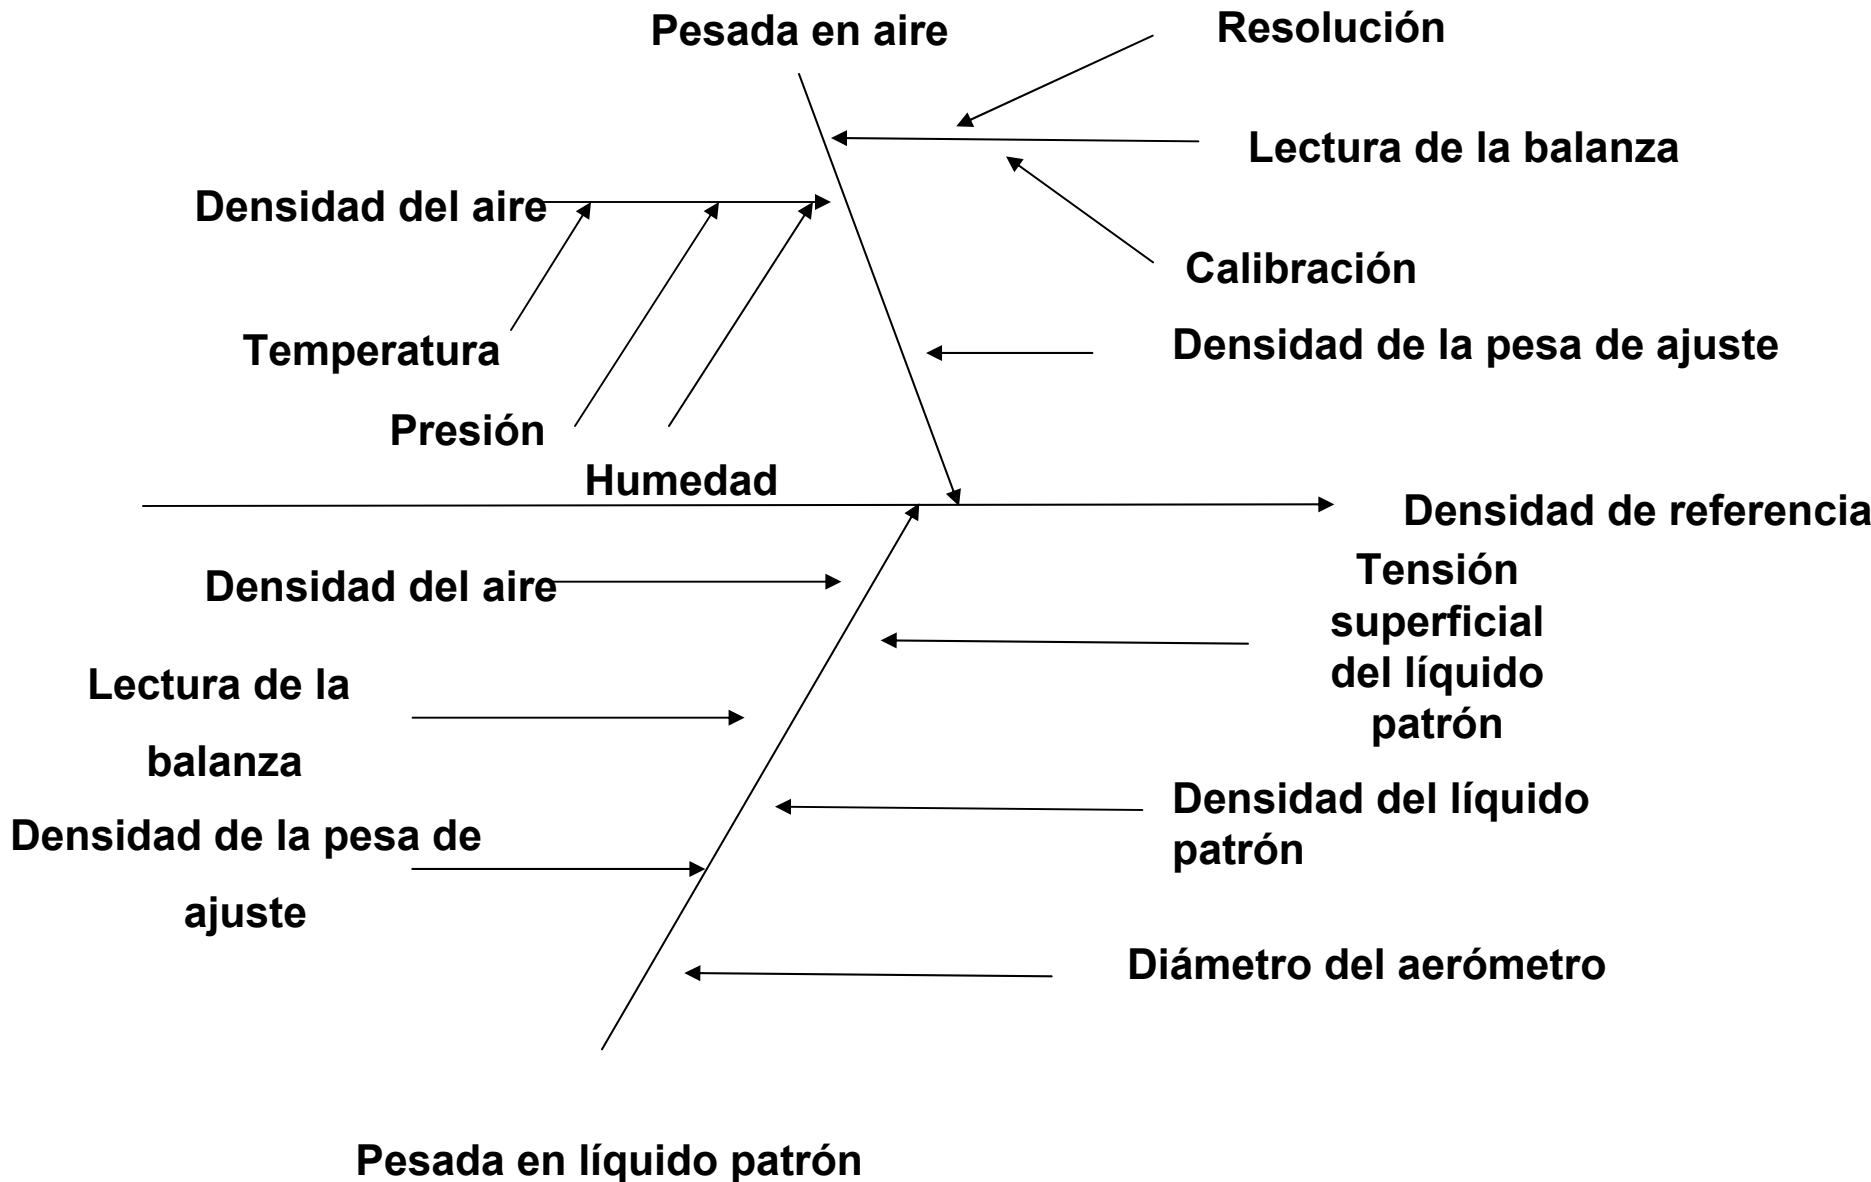 Pesada en aire
Resolución
Lectura de la balanza
Densidad del aire
Calibración
Temperatura
Densidad de la pesa de ajuste
Presión
Humedad
Densidad de referencia
Densidad del aire
Tensión
superficial
del líquido
patrón
Lectura de la
balanza
Densidad del líquido
patrón
Densidad de la pesa de
ajuste
Diámetro del aerómetro
Pesada en líquido patrón